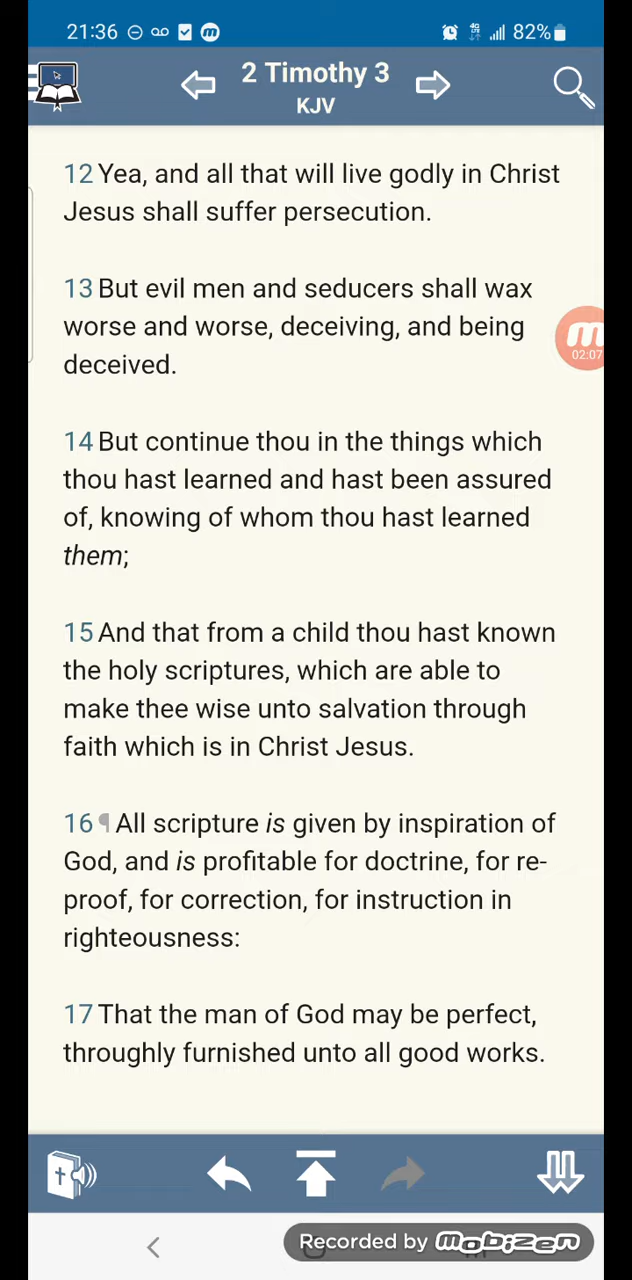 21:36
4G
82%
2 Timothy 3
KJV
12 Yea, and all that will live godly in Christ
Jesus shall suffer persecution.
13 But evil men and seducers shall wax
worse and worse, deceiving, and being
deceived.
02:07
14 But continue thou in the things which
thou hast learned and hast been assured
of, knowing of whom thou hast learned
them;
15 And that from a child thou hast known
the holy scriptures, which are able to
make thee wise unto salvation through
faith which is in Christ Jesus.
16 ¶ All scripture is given by inspiration of
God, and is profitable for doctrine, for re-
proof, for correction, for instruction in
righteousness:
17 That the man of God may be perfect,
throughly furnished unto all good works.
Recorded by mobizen